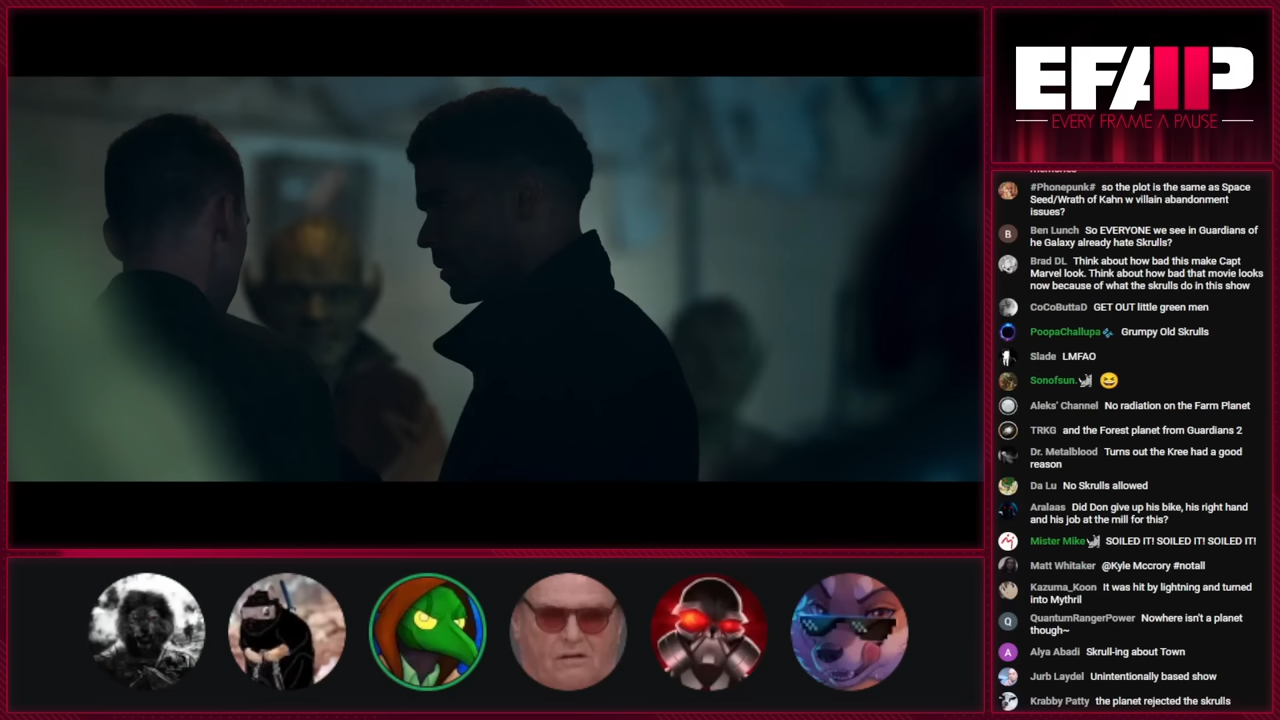 EFAP
EVERY FRAME A PAUSE
#Phonepunk# so the plot is the same as Space
Seed/Wrath of Kahn w villain abandonment
issues?
B Ben Lunch So EVERYONE we see in Guardians of
he Galaxy already hate Skrulls?
Brad DL Think about how bad this make Capt
Marvel look. Think about how bad that movie looks
now because of what the skrulls do in this show
CoCoButtaD GET OUT little green men
PoopaChallupa Grumpy Old Skrulls
Slade LMFAO
Sonofsun. 😆
Aleks' Channel No radiation on the Farm Planet
TRKG and the Forest planet from Guardians 2
Dr. Metalblood Turns out the Kree had a good
reason
Da Lu No Skrulls allowed
Aralaas Did Don give up his bike, his right hand
and his job at the mill for this?
Mister Mike SOILED IT! SOILED IT! SOILED IT!
Matt Whitaker @Kyle Mccrory #notall
Kazuma_Koon It was hit by lightning and turned
into Mythril
Q QuantumRangerPower Nowhere isn't a planet
though~
A Alya Abadi Skrull-ing about Town
Jurb Laydel Unintentionally based show
Krabby Patty the planet rejected the skrulls